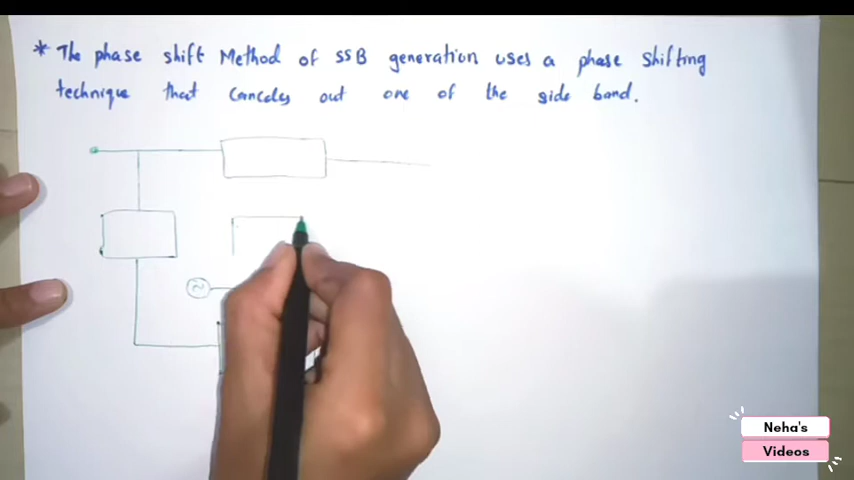 * The phase shift Method of SSB generation uses a phase shifting
technique that cancles out one of the side band.
Neha's
Videos